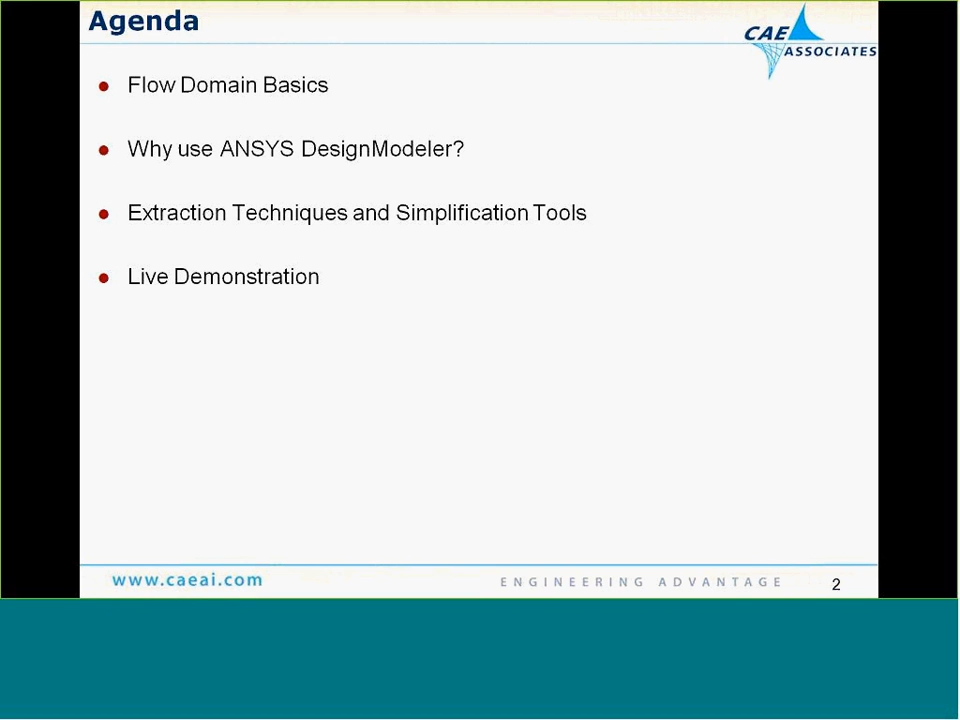 Agenda
CAE
ASSOCIATES
Flow Domain Basics
Why use ANSYS DesignModeler?
Extraction Techniques and Simplification Tools
Live Demonstration
www.caeai.com
ENGINEERING ADVANTAGE
2